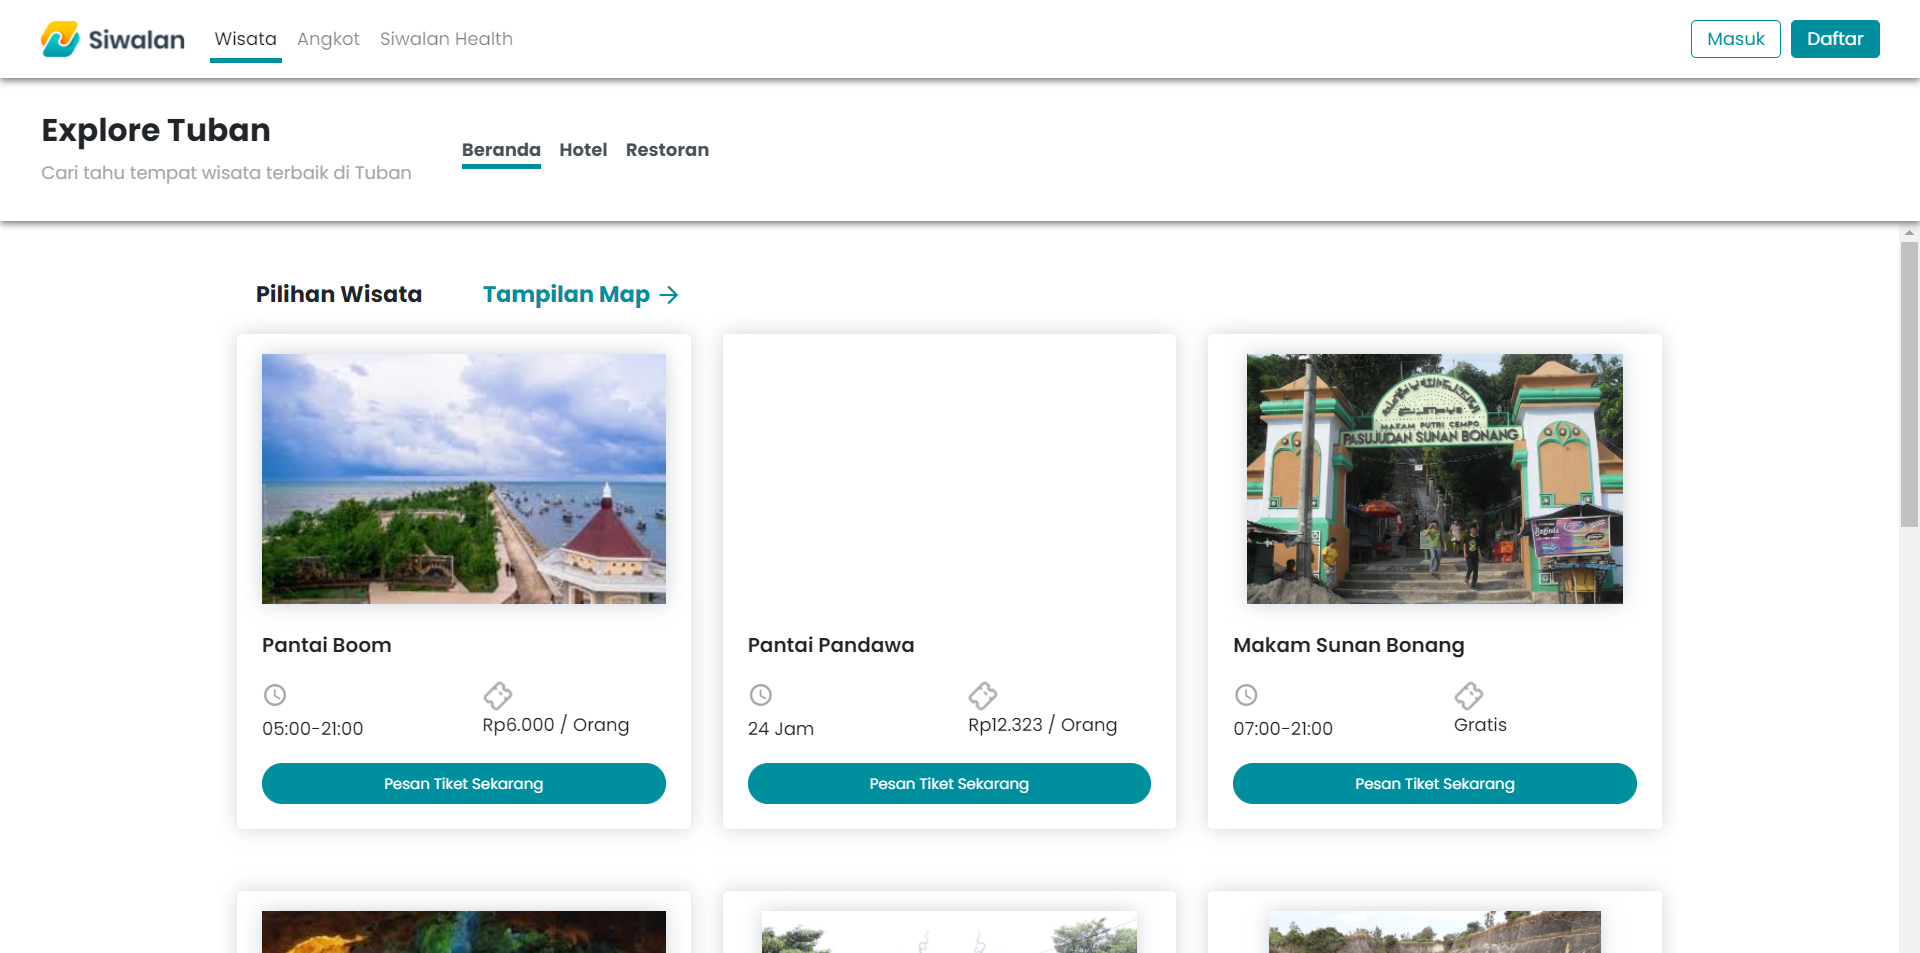 Siwalan
Wisata Angkot Siwalan Health
Masuk Daftar
Explore Tuban
Cari tahu tempat wisata terbaik di Tuban
Beranda Hotel Restoran
Pilihan Wisata Tampilan Map →
MAKAM PUTRI CEMPO
PASUJUDAN SUNAN BONANG
Pantai Boom
05:00-21:00
Rp6.000 / Orang
Pesan Tiket Sekarang
Pantai Pandawa
24 Jam
Rp12.323 / Orang
Pesan Tiket Sekarang
Makam Sunan Bonang
07:00-21:00
Gratis
Pesan Tiket Sekarang